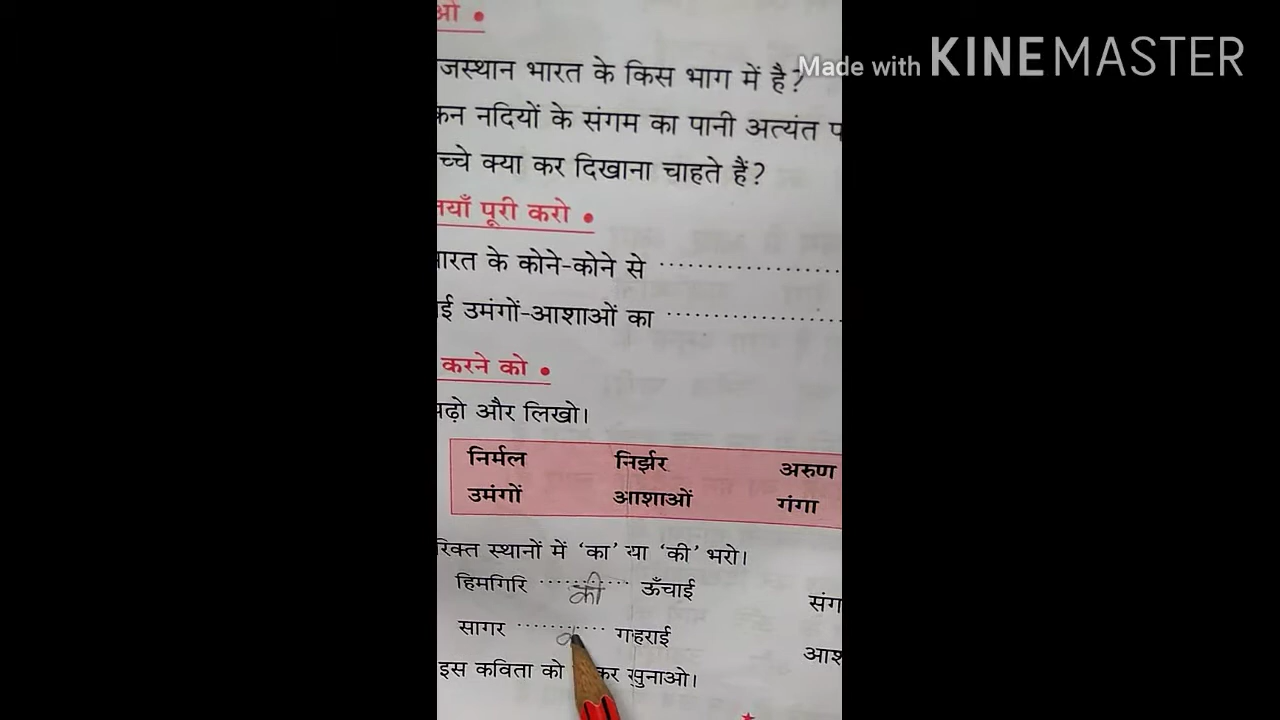 ओ •
Made with KINEMASTER
जस्थान भारत के किस भाग में है?
कन नदियों के संगम का पानी अत्यंत प
च्चे क्या कर दिखाना चाहते हैं?
तयाँ पूरी करो •
ारत के कोने-कोने से ....................
ई उमंगों-आशाओं का ....................
करने को •
पढ़ो और लिखो।
निर्मल निर्झर अरुण
उमंगों आशाओं गंगा
रिक्त स्थानों में ‘का’ या ‘की’ भरो।
हिमगिरि ........की........ ऊँचाई संग
सागर .............. गहराई आश
इस कविता को कर सुनाओ।